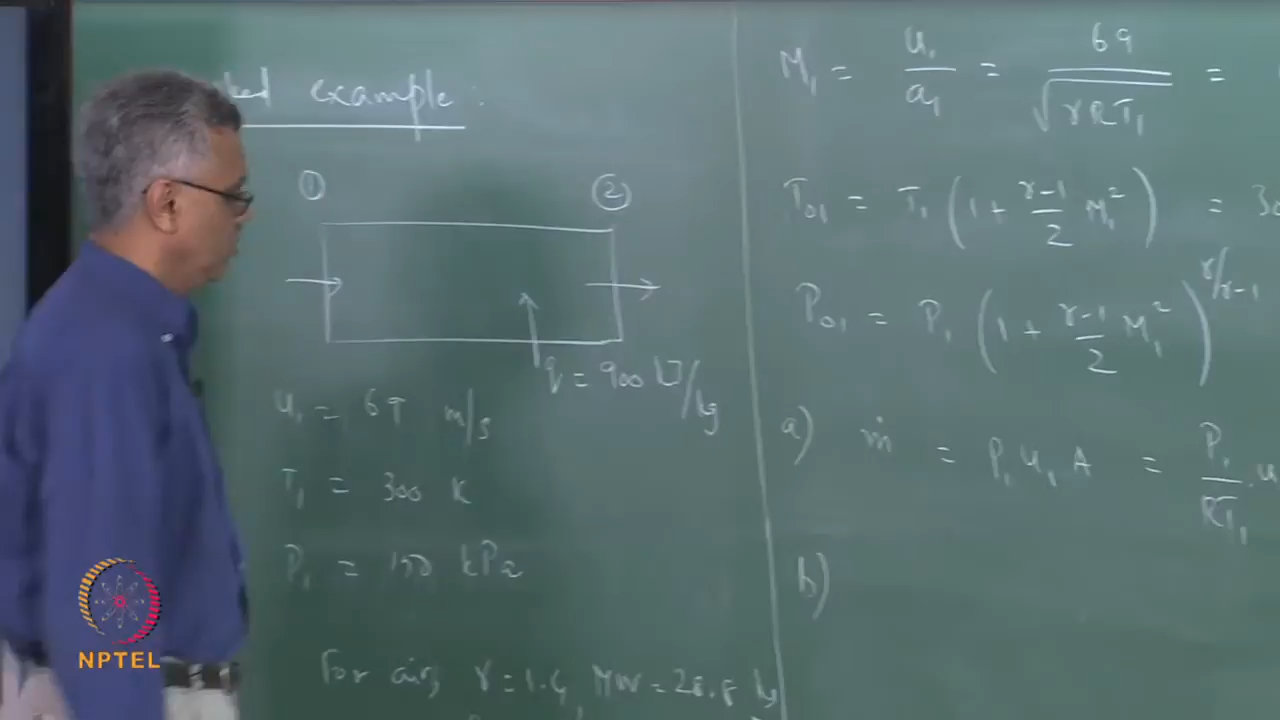 example :
① ②
q = 900 kJ/kg
u₁ = 69 m/s
T₁ = 300 K
P₁ = 150 kPa
For air, γ = 1.4, MW = 28.8 kg
M₁ = u₁/a₁ = 69/√(γRT₁) =
T₀₁ = T₁ (1 + (γ-1)/2 M₁²) = 30
P₀₁ = P₁ (1 + (γ-1)/2 M₁²)^(γ/γ-1)
a) ṁ = ρ₁ u₁ A = P₁/RT₁ . u
b)
NPTEL